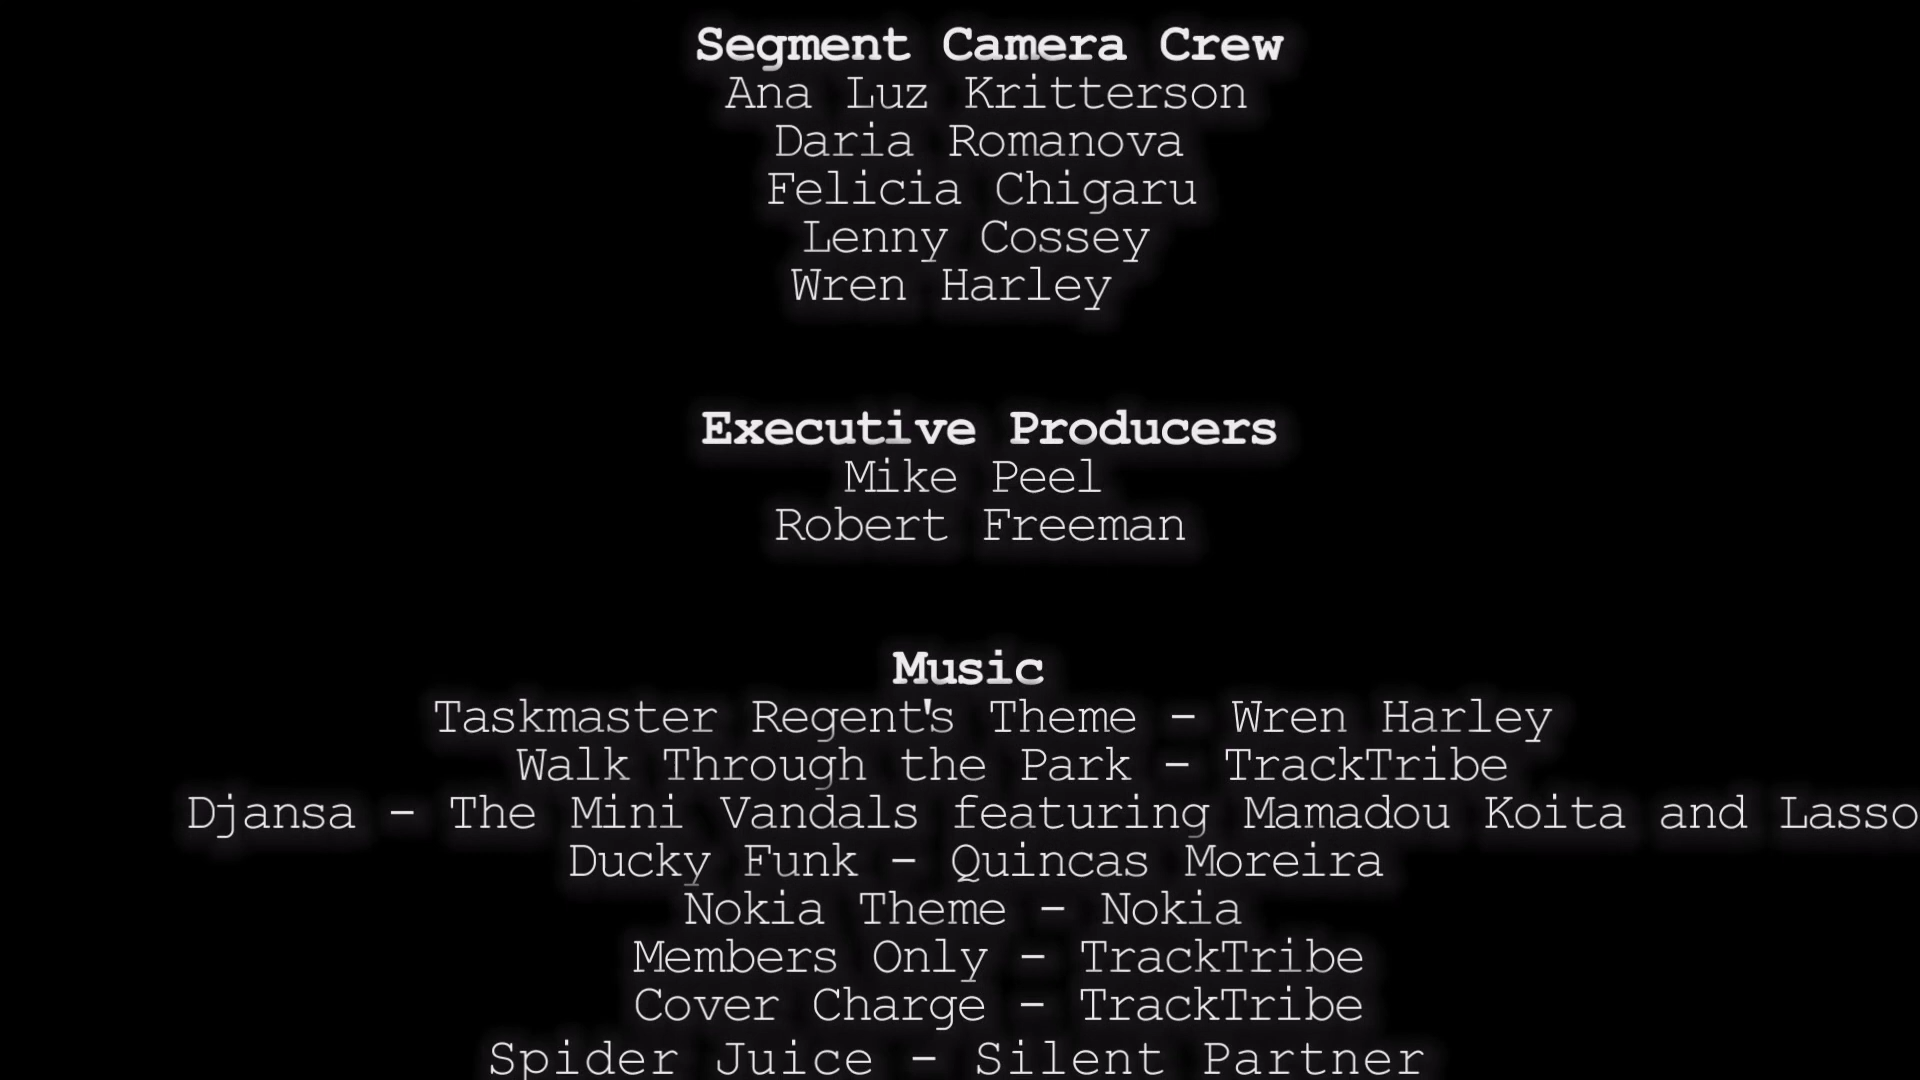 Segment Camera Crew
Ana Luz Kritterson
Daria Romanova
Felicia Chigaru
Lenny Cossey
Wren Harley
Executive Producers
Mike Peel
Robert Freeman
Music
Taskmaster Regent's Theme - Wren Harley
Walk Through the Park - TrackTribe
Djansa - The Mini Vandals featuring Mamadou Koita and Lasso
Ducky Funk - Quincas Moreira
Nokia Theme - Nokia
Members Only - TrackTribe
Cover Charge - TrackTribe
Spider Juice - Silent Partner